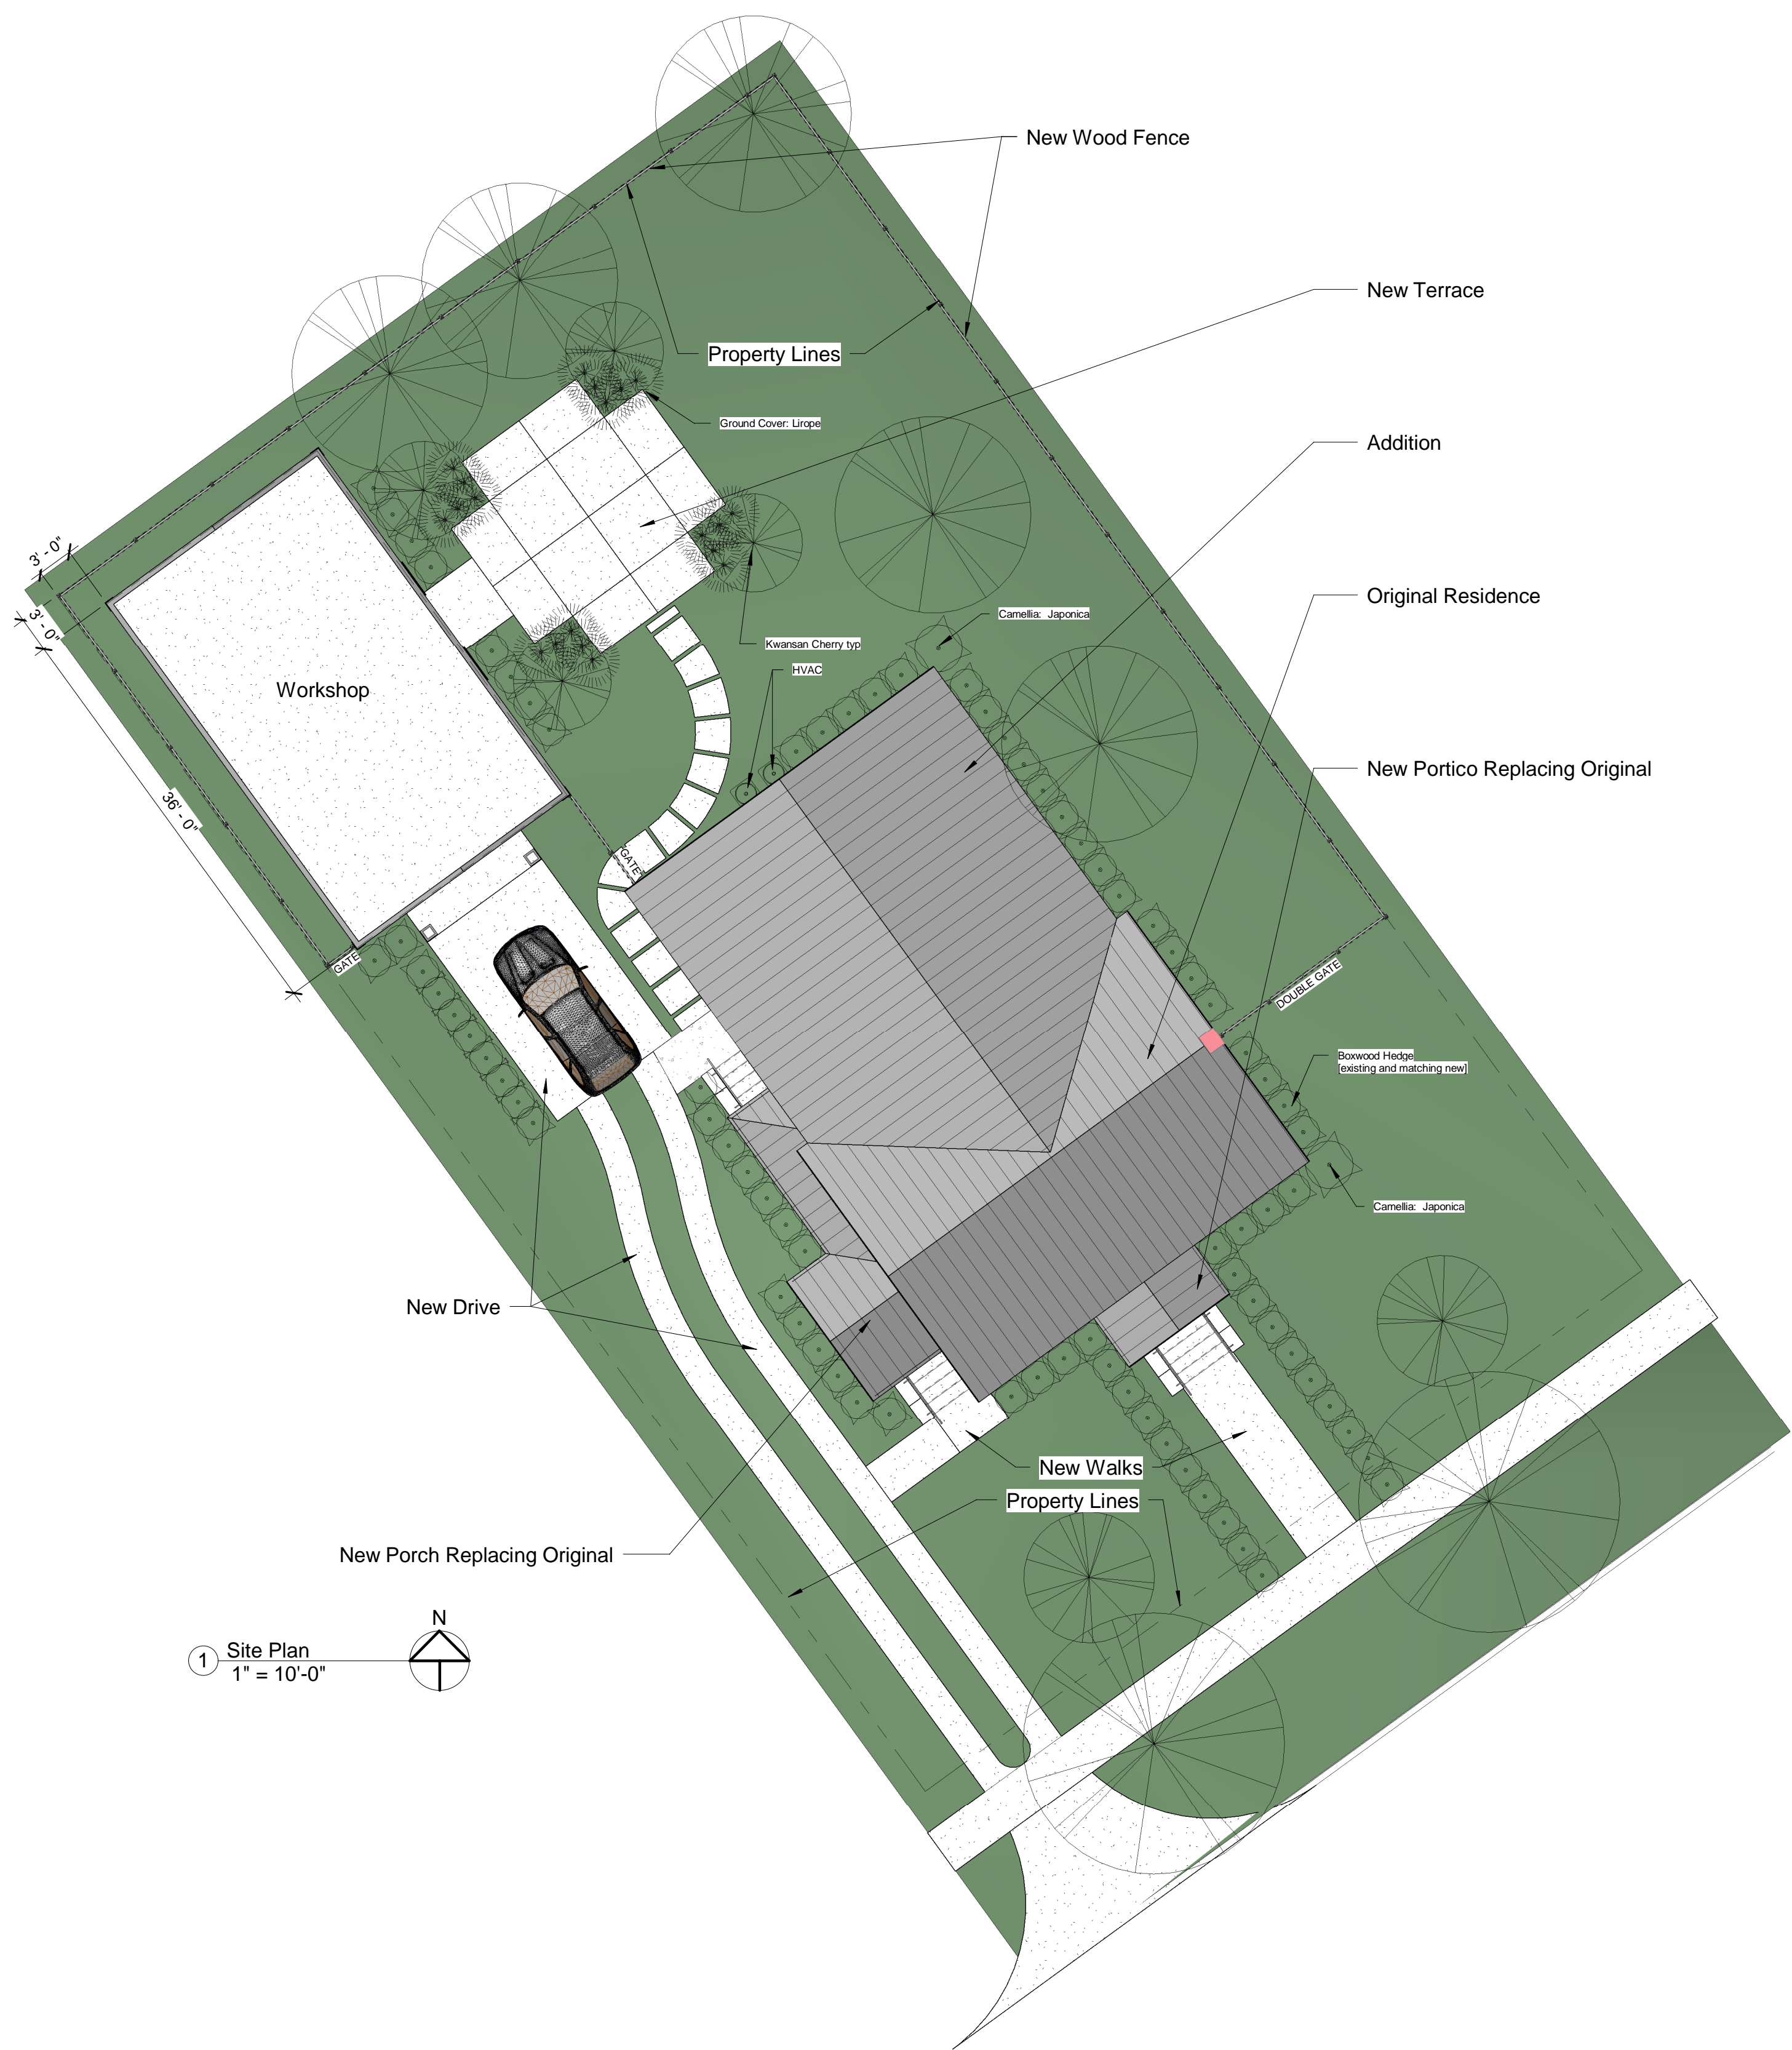 New Wood Fence
New Terrace
Property Lines
Ground Cover: Lirope
Addition
3' - 0"
3' - 0"
Original Residence
Camellia: Japonica
Kwansan Cherry typ
HVAC
Workshop
New Portico Replacing Original
36' - 0"
GATE
GATE
DOUBLE GATE
Boxwood Hedge
[existing and matching new]
Camellia: Japonica
New Drive
New Walks
Property Lines
New Porch Replacing Original
N
1
Site Plan
1" = 10'-0"